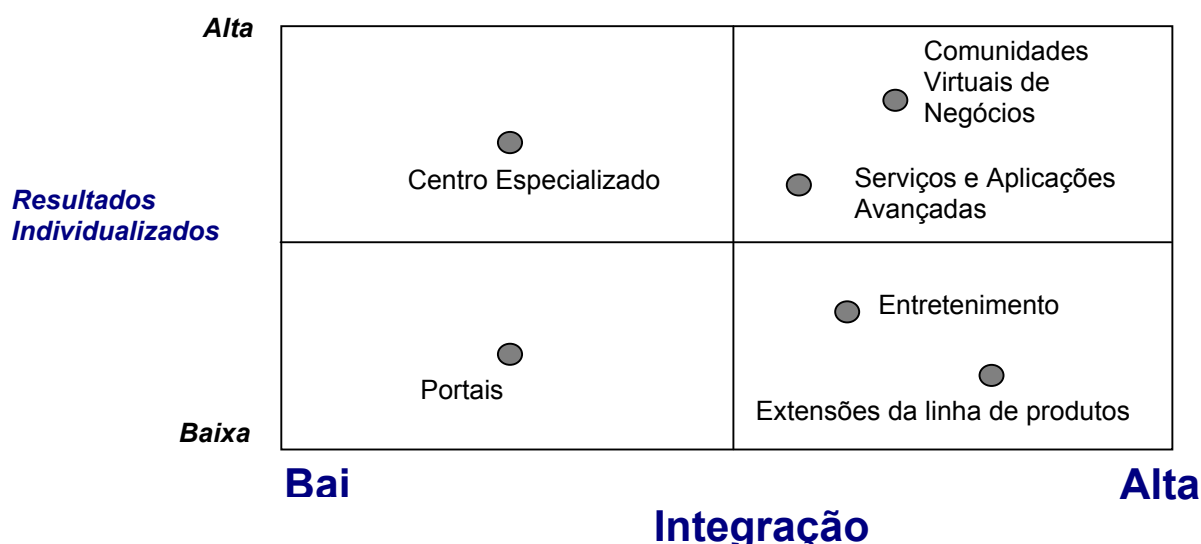 Alta
Comunidades
Virtuais de
Negócios
Centro Especializado
Serviços e Aplicações
Avançadas
Resultados
Individualizados
Entretenimento
Portais
Extensões da linha de produtos
Baixa
Bai
Alta
Integração